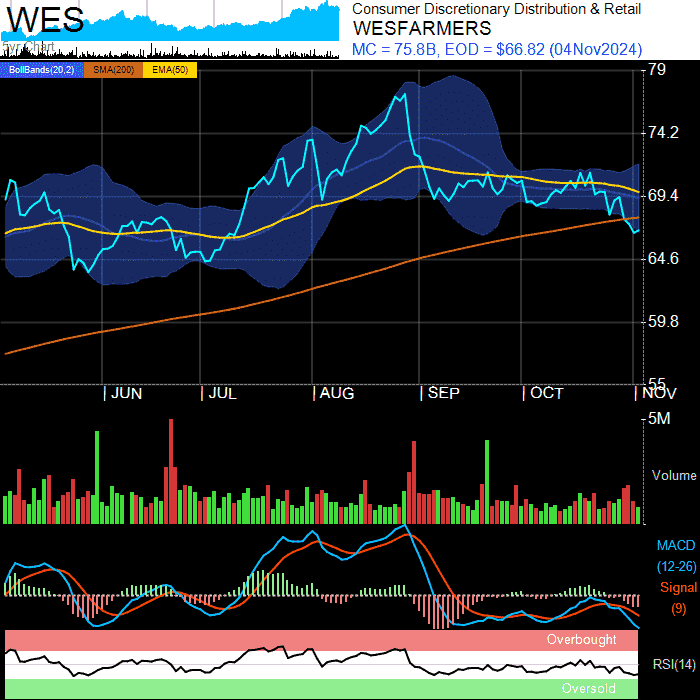 WES
5yr Chart
Consumer Discretionary Distribution & Retail
WESFARMERS
MC = 75.8B, EOD = $66.82 (04Nov2024)
BollBands(20,2) SMA(200) EMA(50)
79
74.2
69.4
64.6
59.8
55
JUN JUL AUG SEP OCT NOV
5M
Volume
MACD
(12-26)
Signal
(9)
Overbought
RSI(14)
Oversold